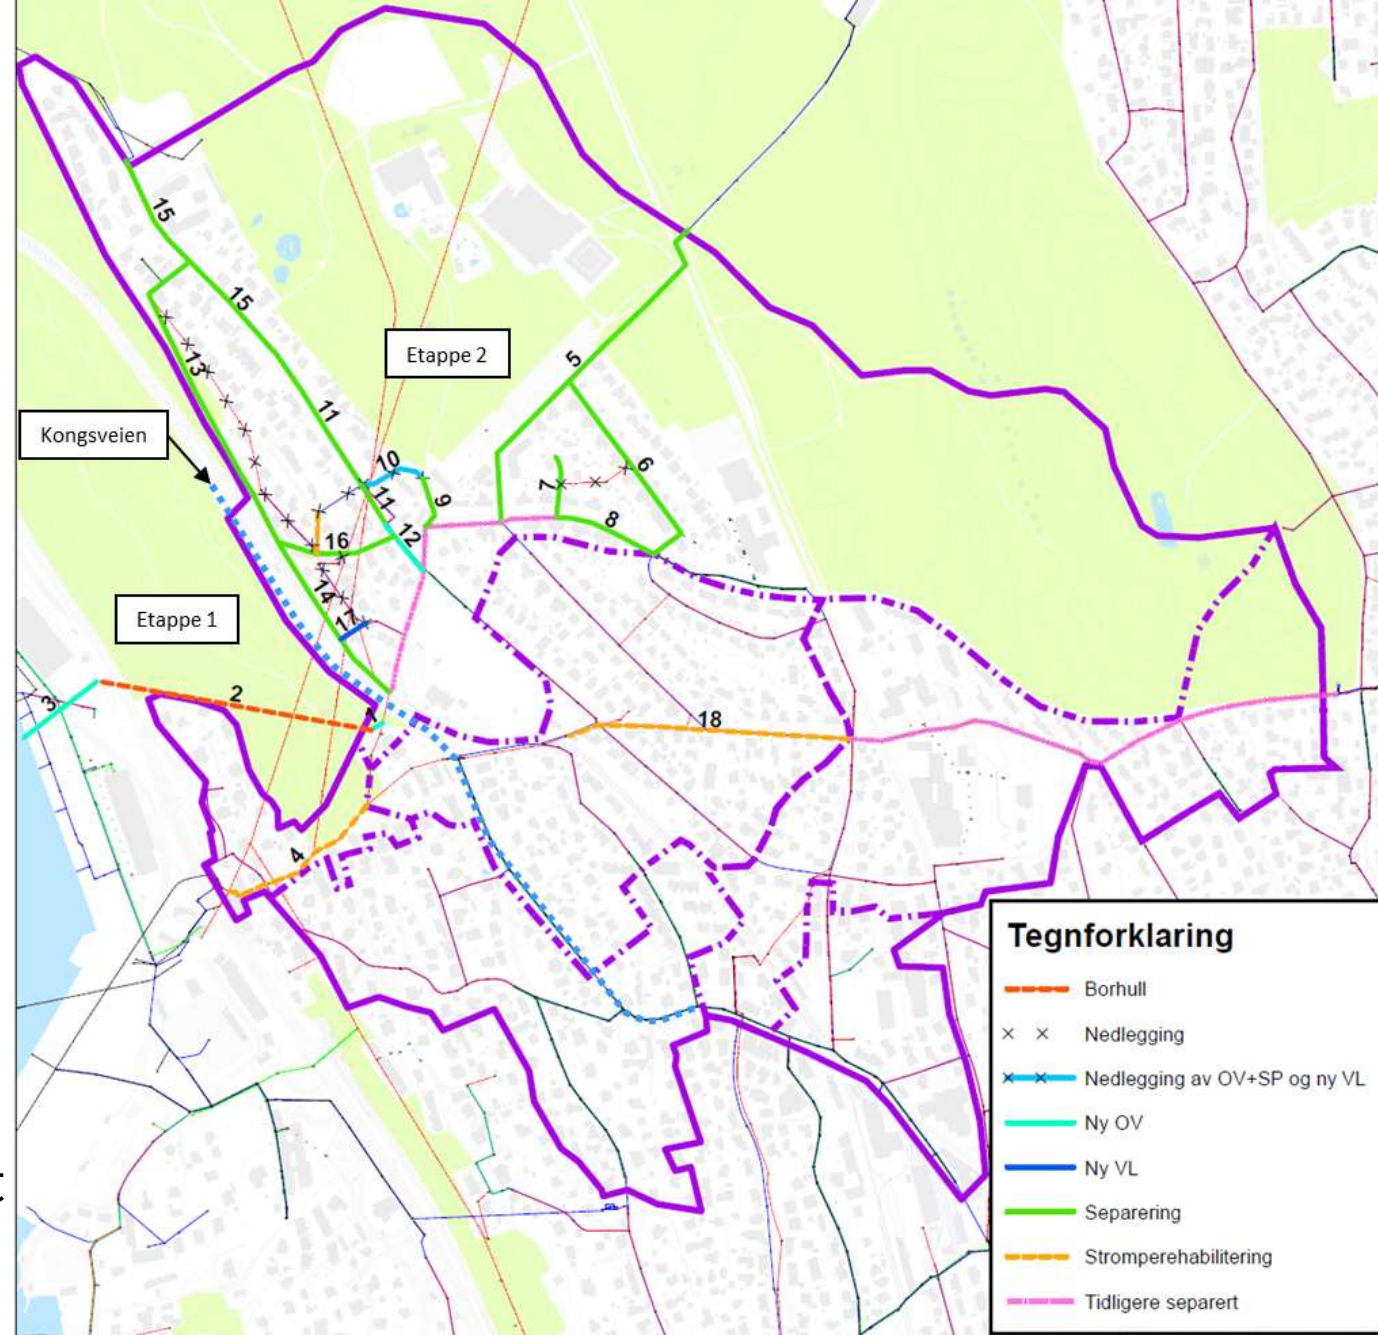 15
15
Etappe 2
5
13
11
Kongsveien
10
6
11
9
7
8
12
16
14
Etappe 1
17
2
3
1
18
4
Tegnforklaring
Borhull
Nedlegging
Nedlegging av OV+SP og ny VL
Ny OV
Ny VL
Separering
Stromperehabilitering
Tidligere separert